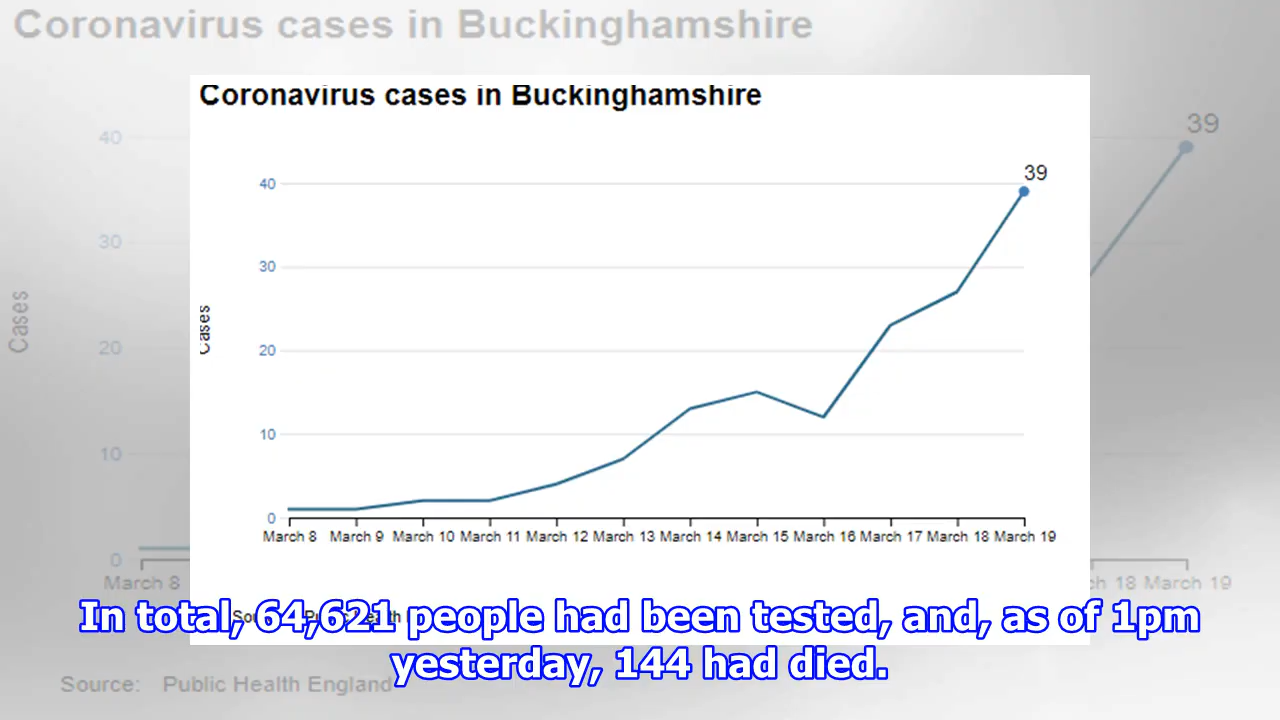 Coronavirus cases in Buckinghamshire
Coronavirus cases in Buckinghamshire
39
39
40
40
30
30
Cases
Cases
20
20
10
10
0
March 8 March 9 March 10 March 11 March 12 March 13 March 14 March 15 March 16 March 17 March 18 March 19
0
March 8
ch 18 March 19
In total, 64,621 people had been tested, and, as of 1pm
yesterday, 144 had died.
Source: Public Health England